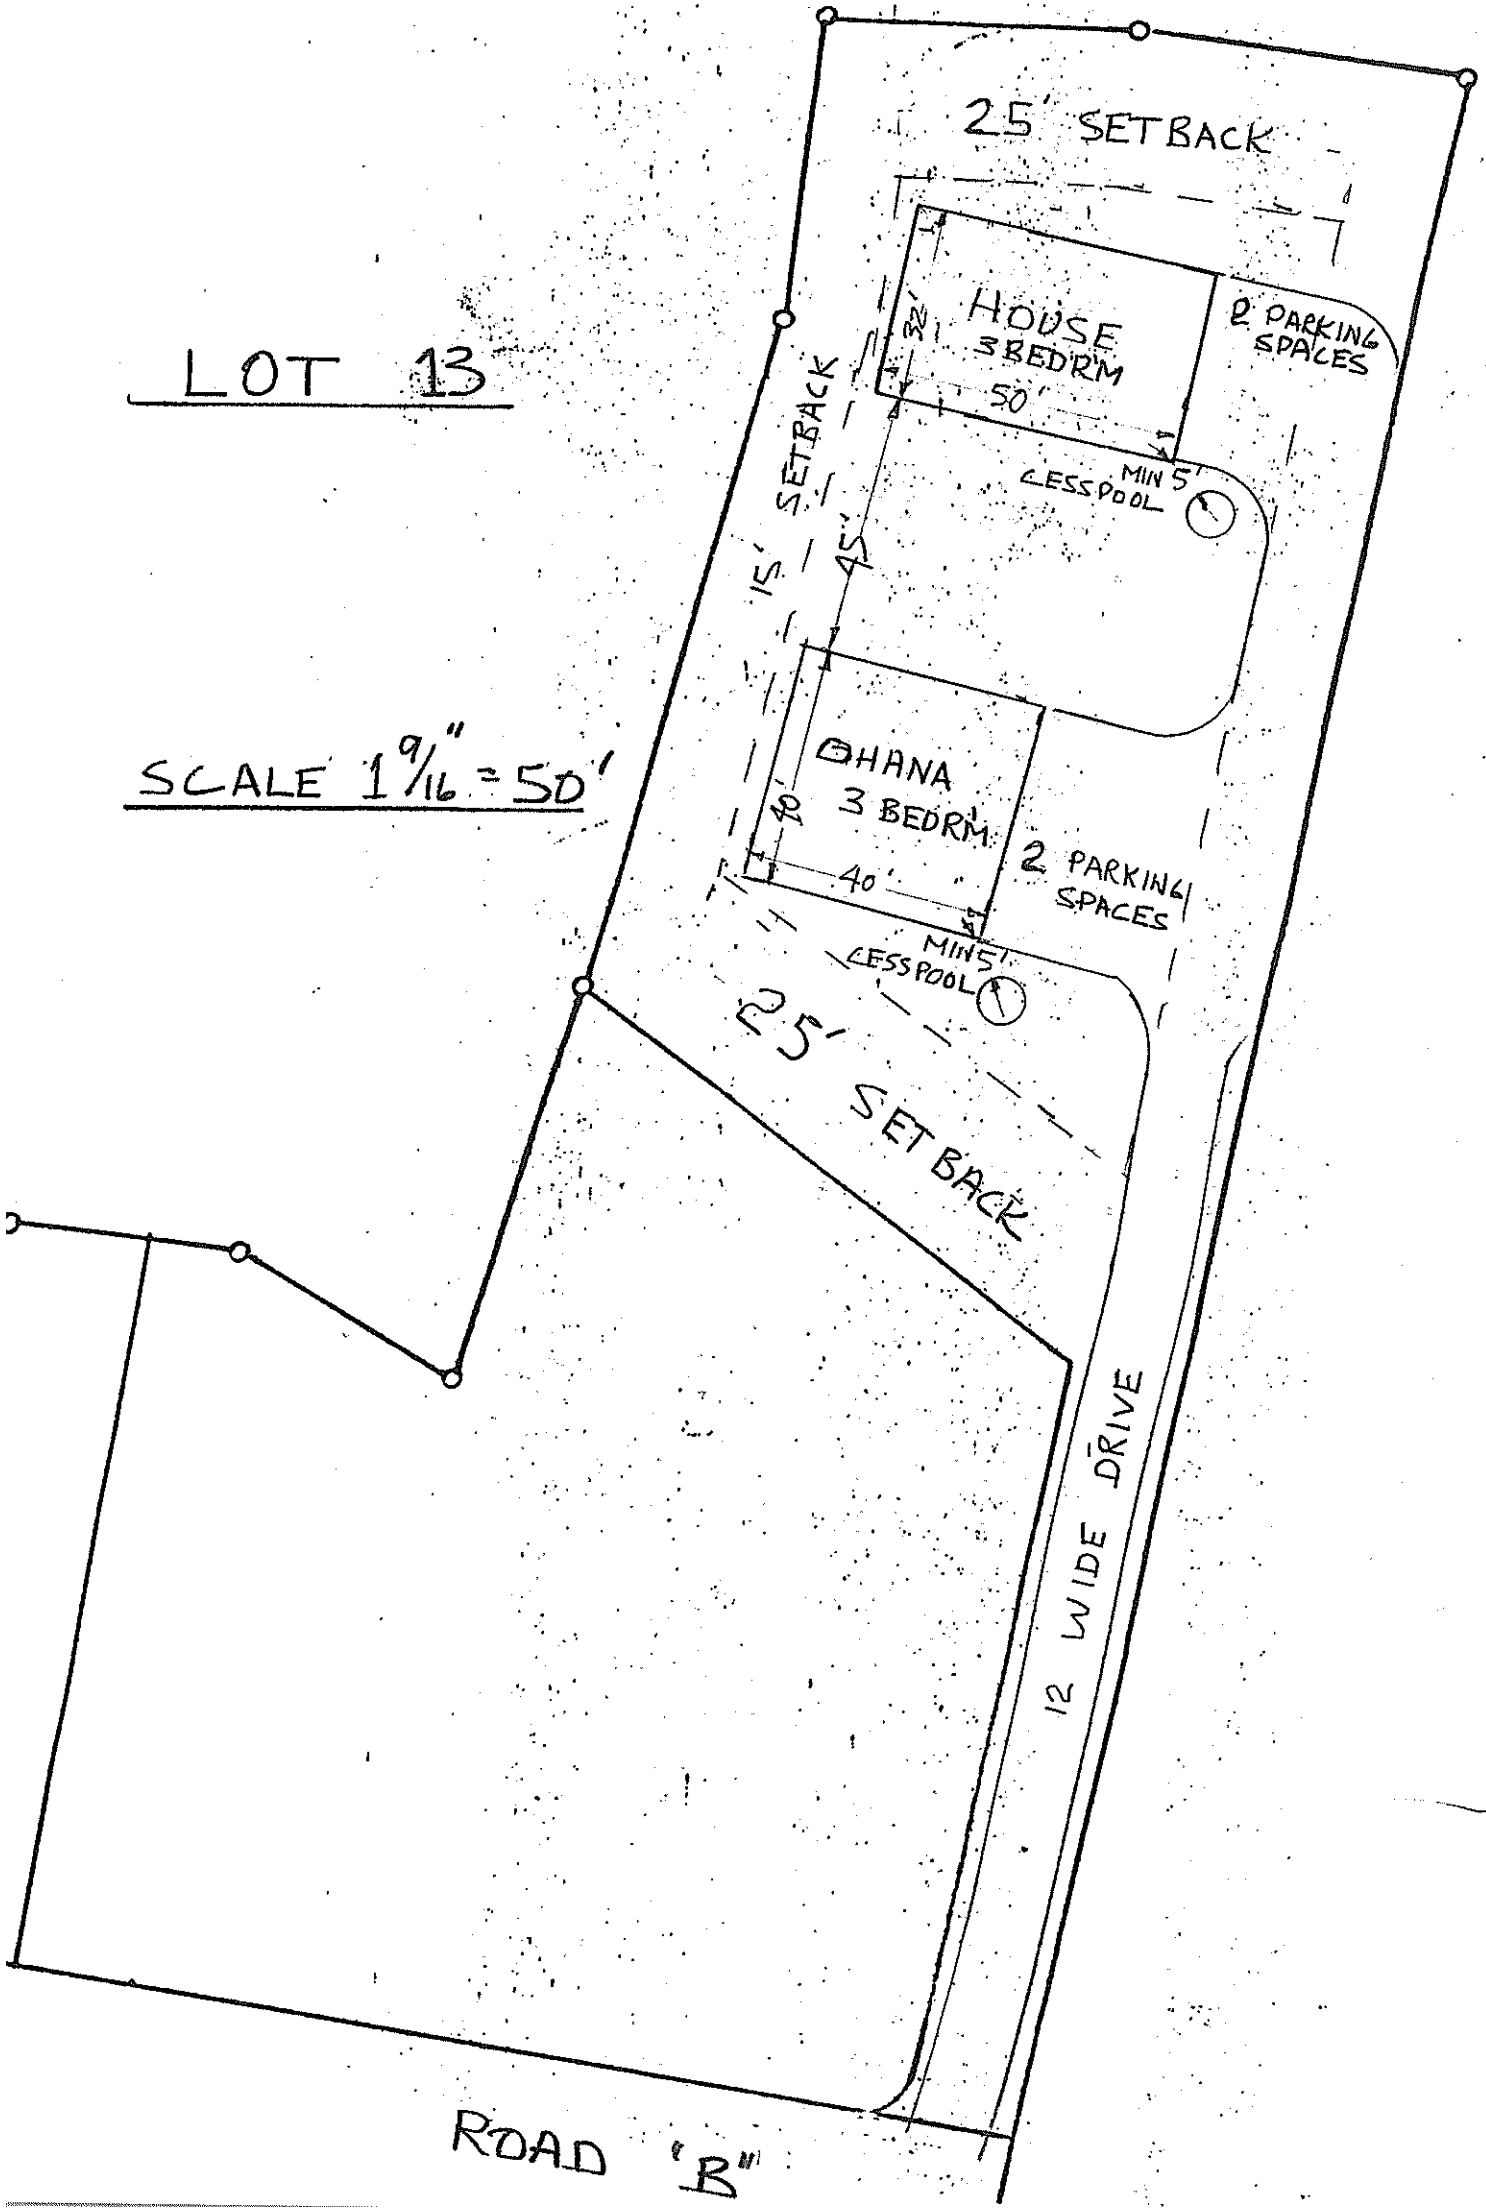 25' SETBACK
LOT 13
HOUSE
3 BEDR'M
32'
50'
2 PARKING
SPACES
MIN 5'
CESSPOOL
15' SETBACK
45'
SCALE 1 9/16" = 50'
OHANA
3 BEDRM
40'
40'
2 PARKING
SPACES
MIN 5'
CESSPOOL
25' SETBACK
12 WIDE DRIVE
ROAD "B"